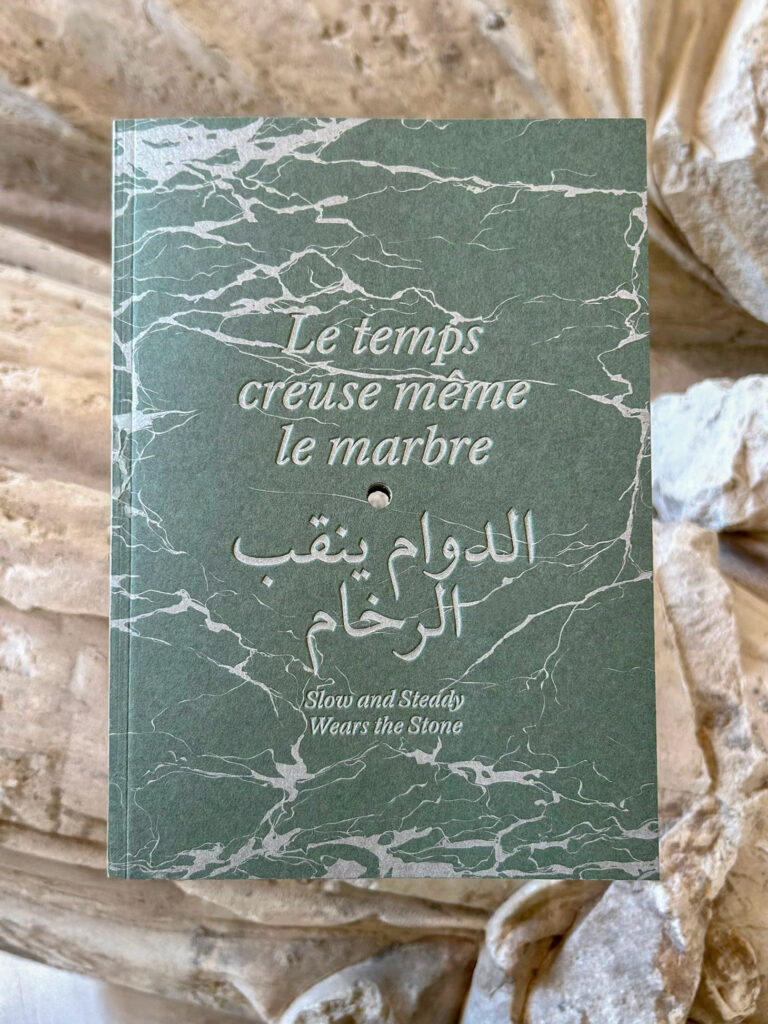 Le temps
creuse même
le marbre
الدوام ينقب
الرخام
Slow and Steady
Wears the Stone